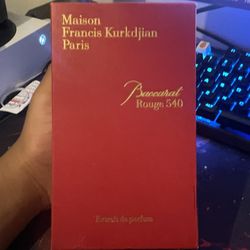 Maison
Francis Kurkdjian
Paris
Baccarat
Rouge 540
Extrait de parfum